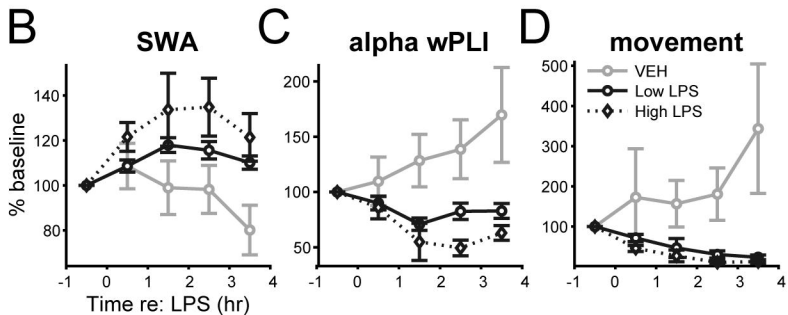 B SWA
C alpha wPLI
D movement
% baseline
140
120
100
80
200
150
100
50
500
400
300
200
100
VEH
Low LPS
High LPS
-1 0 1 2 3 4
-1 0 1 2 3 4
-1 0 1 2 3 4
Time re: LPS (hr)